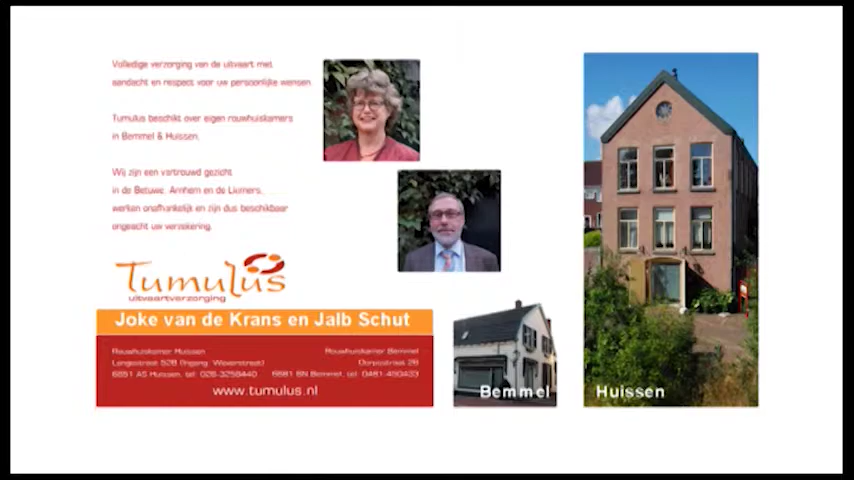 Volledige verzorging van de uitvaart met
aandacht en respect voor uw persoonlijke wensen.
Tumulus beschikt over eigen rouwhuiskamers
in Bemmel & Huissen.
Wij zijn een vertrouwd gezicht
in de Betuwe, Arnhem en de Liemers,
werken onafhankelijk en zijn dus beschikbaar
ongeacht uw verzekering.
Tumulus
uitvaartverzorging
Joke van de Krans en Jalb Schut
Rouwhuiskamer Huissen
Langestraat 52B (Ingang Weverstraat)
6851 AS Huissen, tel: 026-3259440
Rouwhuiskamer Bemmel
Dorpsstraat 28
6681 BN Bemmel, tel: 0481-450433
www.tumulus.nl
Bemmel
Huissen